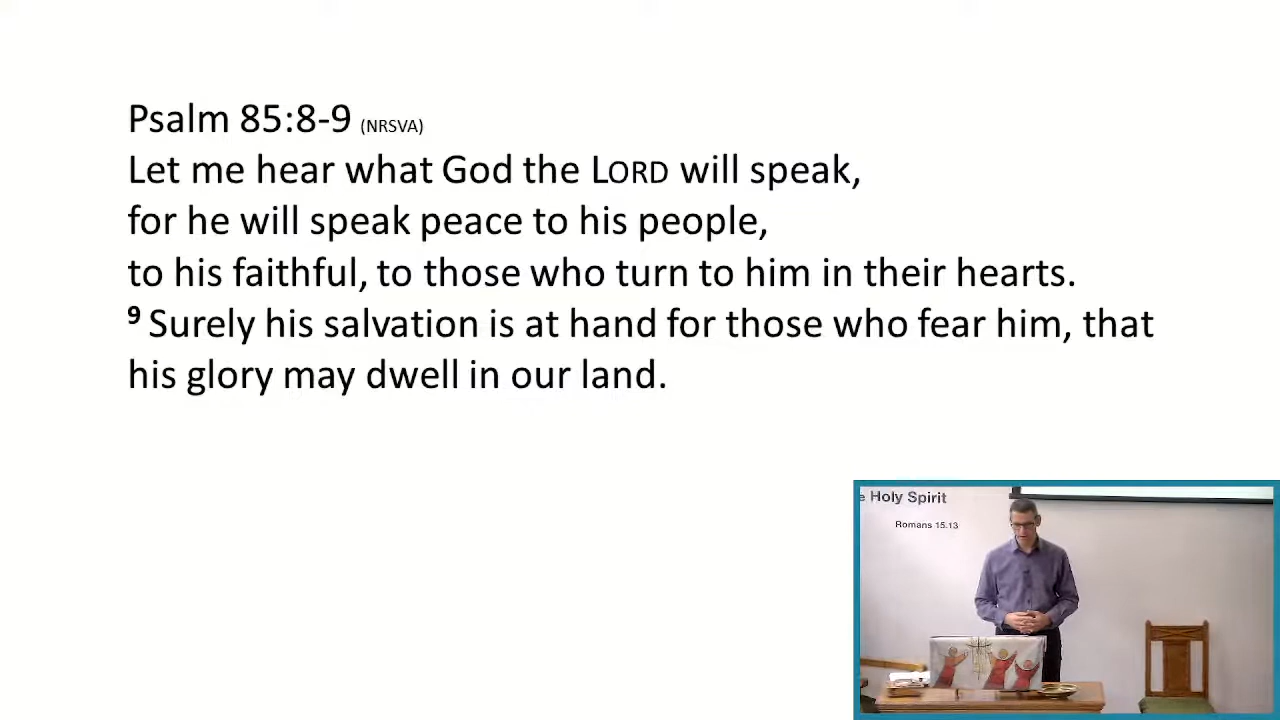 Psalm 85:8-9 (NRSVA)
Let me hear what God the LORD will speak,
for he will speak peace to his people,
to his faithful, to those who turn to him in their hearts.
9 Surely his salvation is at hand for those who fear him, that
his glory may dwell in our land.
e Holy Spirit
Romans 15.13